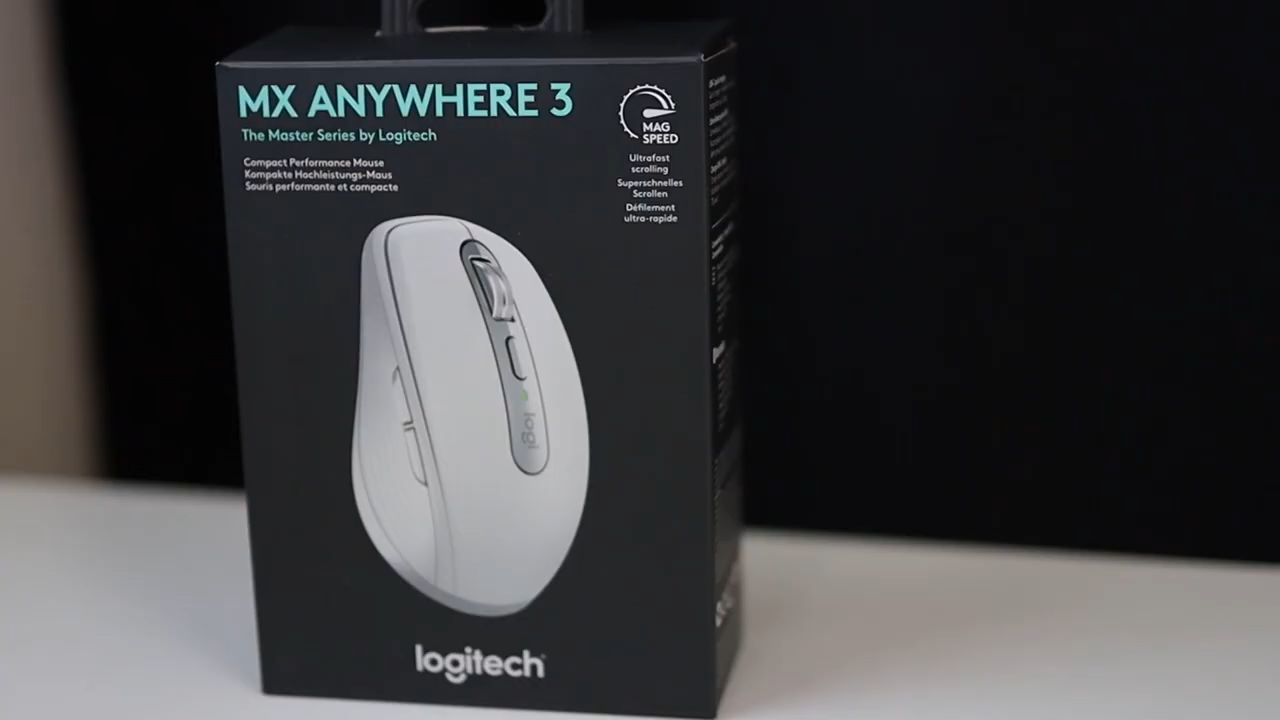 MX ANYWHERE 3
The Master Series by Logitech
Compact Performance Mouse
Kompakte Hochleistungs-Maus
Souris performante et compacte
MAG
SPEED
Ultrafast
scrolling
Superschnelles
Scrollen
Défilement
ultra-rapide
logi
logitech